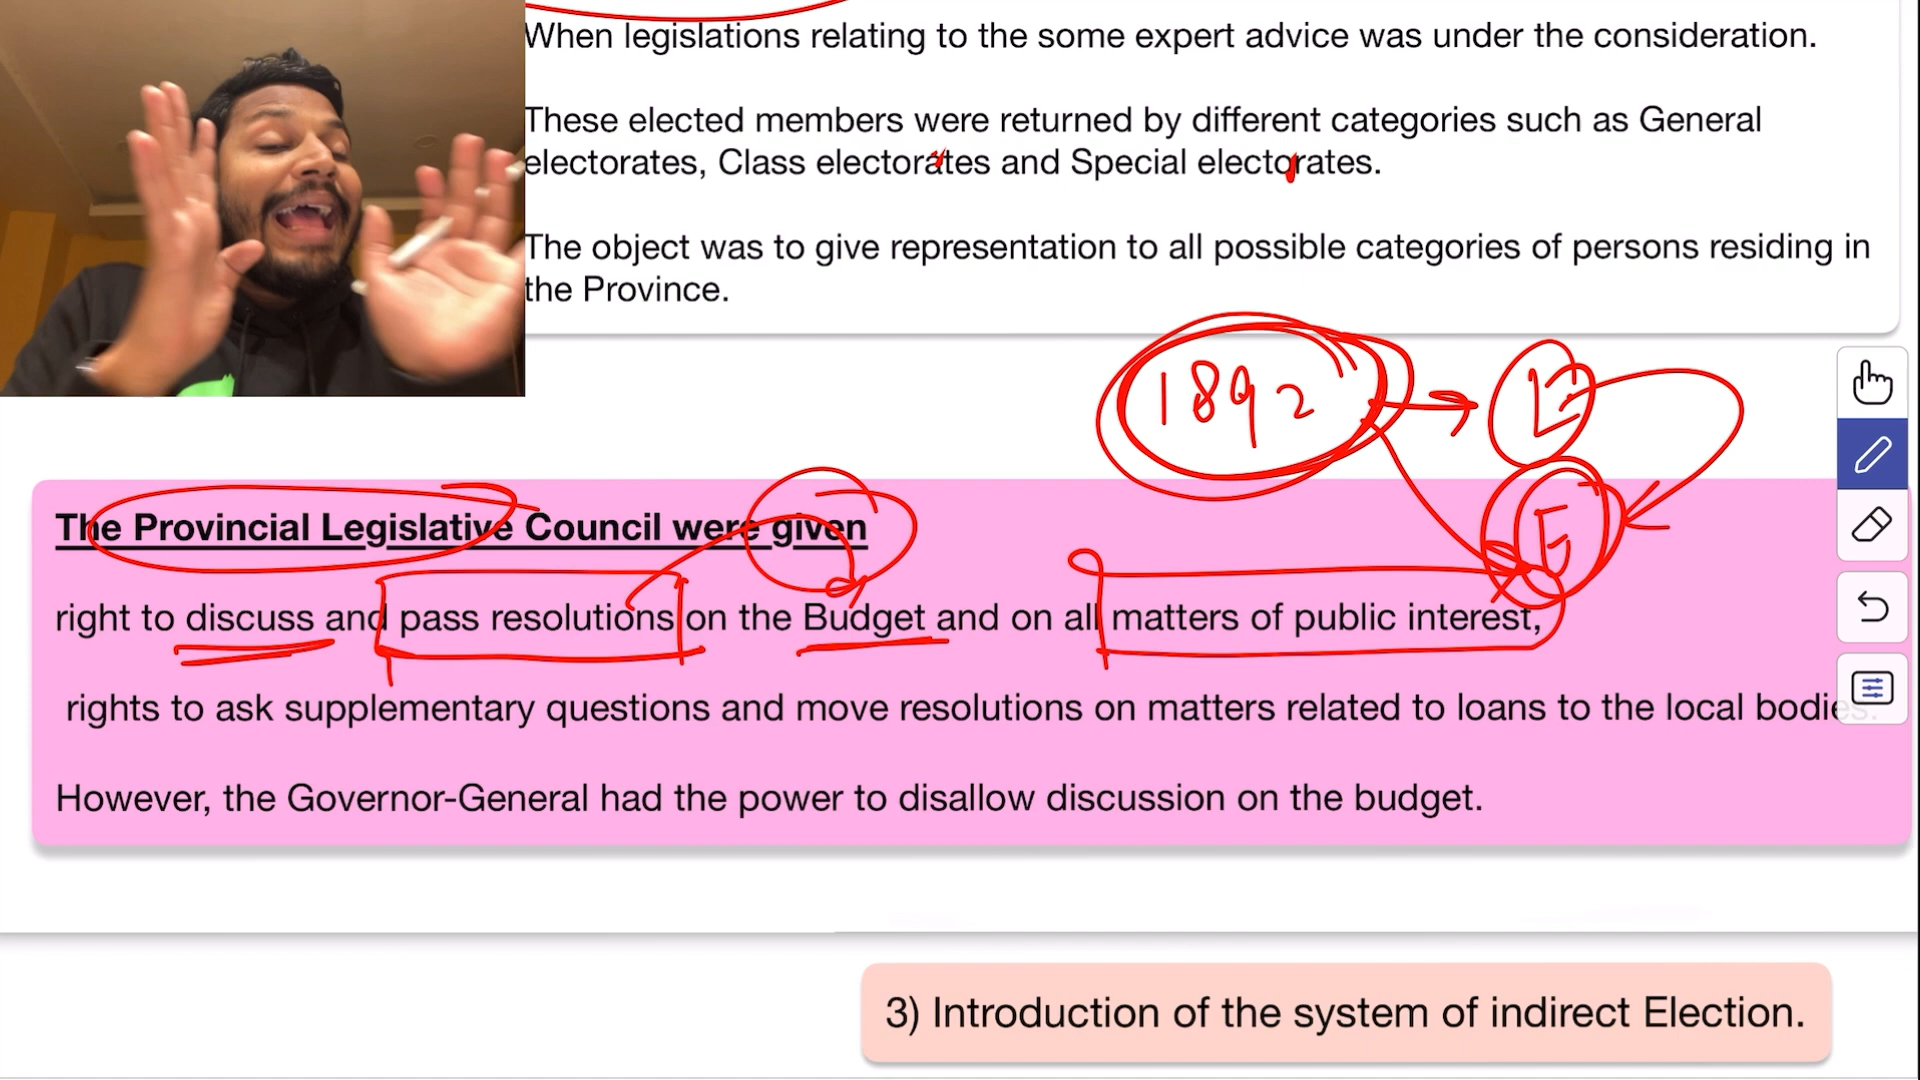 When legislations relating to the some expert advice was under the consideration.
These elected members were returned by different categories such as General
electorates, Class electorates and Special electorates.
The object was to give representation to all possible categories of persons residing in
the Province.
1892
L
E
The Provincial Legislative Council were given
right to discuss and pass resolutions on the Budget and on all matters of public interest,
rights to ask supplementary questions and move resolutions on matters related to loans to the local bodies.
However, the Governor-General had the power to disallow discussion on the budget.
3) Introduction of the system of indirect Election.